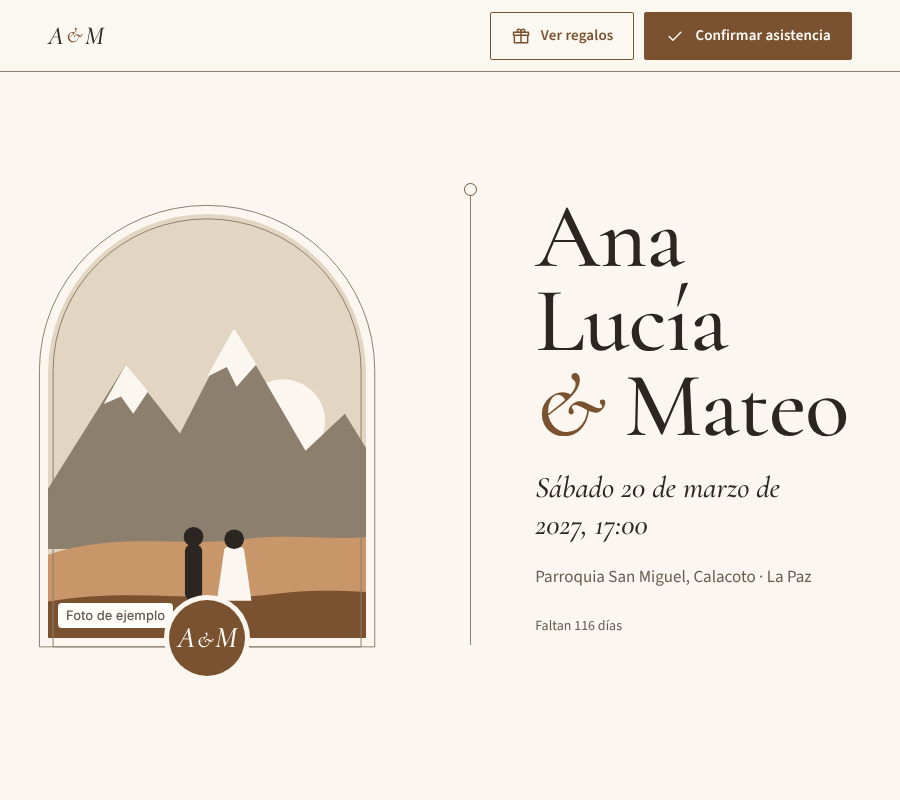 A & M
Ver regalos
Confirmar asistencia
Ana
Lucía
& Mateo
Sábado 20 de marzo de
2027, 17:00
Parroquia San Miguel, Calacoto · La Paz
Faltan 116 días
Foto de ejemplo
A & M